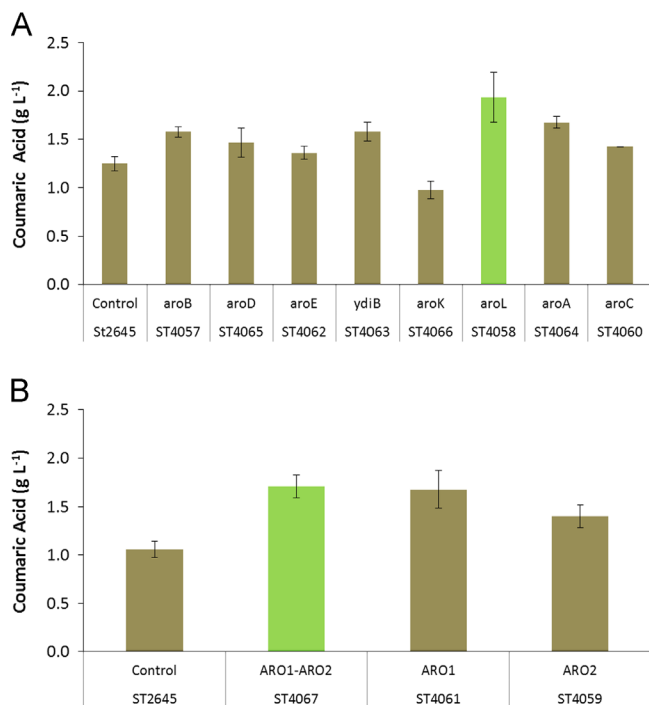 A
Coumaric Acid (g L-1)
2.5
2.0
1.5
1.0
0.5
0.0
Control aroB aroD aroE ydiB aroK aroL aroA aroC
St2645 ST4057 ST4065 ST4062 ST4063 ST4066 ST4058 ST4064 ST4060
B
Coumaric Acid (g L-1)
2.5
2.0
1.5
1.0
0.5
0.0
Control ARO1-ARO2 ARO1 ARO2
ST2645 ST4067 ST4061 ST4059